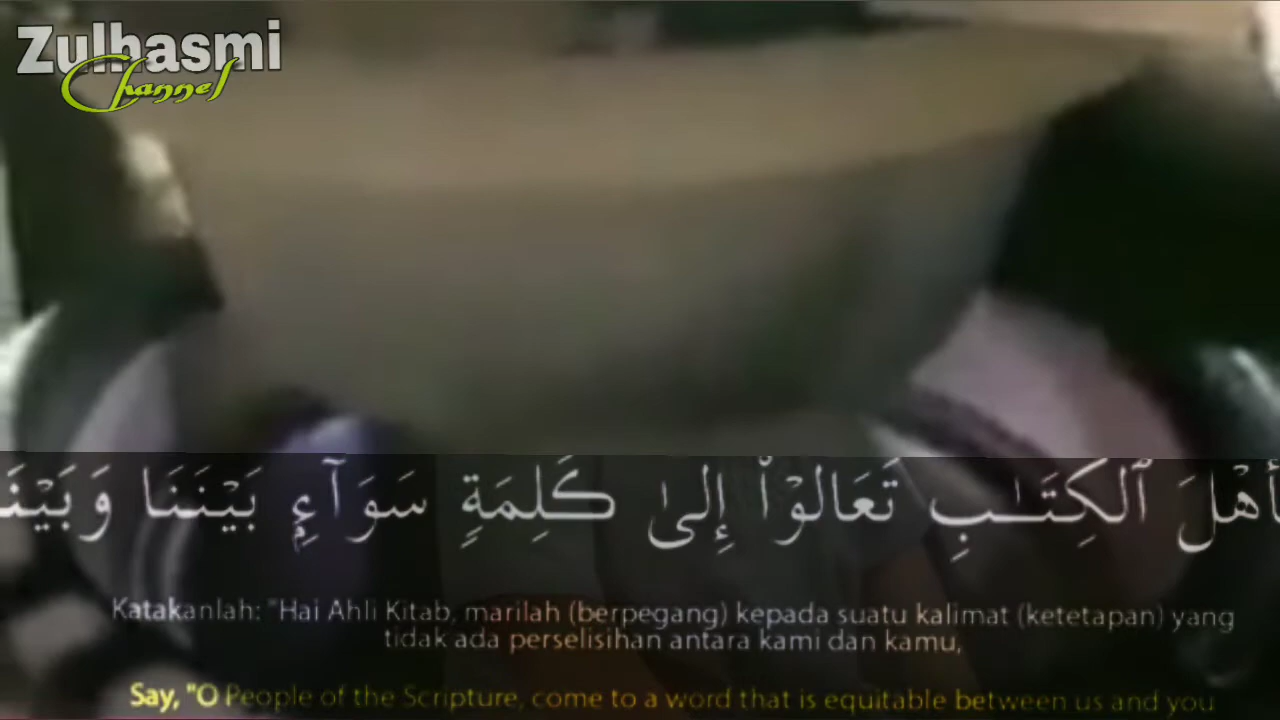 Zulhasmi
Channel
أَهْلَ ٱلْكِتَـٰبِ تَعَالَوْا۟ إِلَىٰ كَلِمَةٍ سَوَآءٍ بَيْنَنَا وَبَيْنَ
Katakanlah: "Hai Ahli Kitab, marilah (berpegang) kepada suatu kalimat (ketetapan) yang
tidak ada perselisihan antara kami dan kamu,
Say, "O People of the Scripture, come to a word that is equitable between us and you